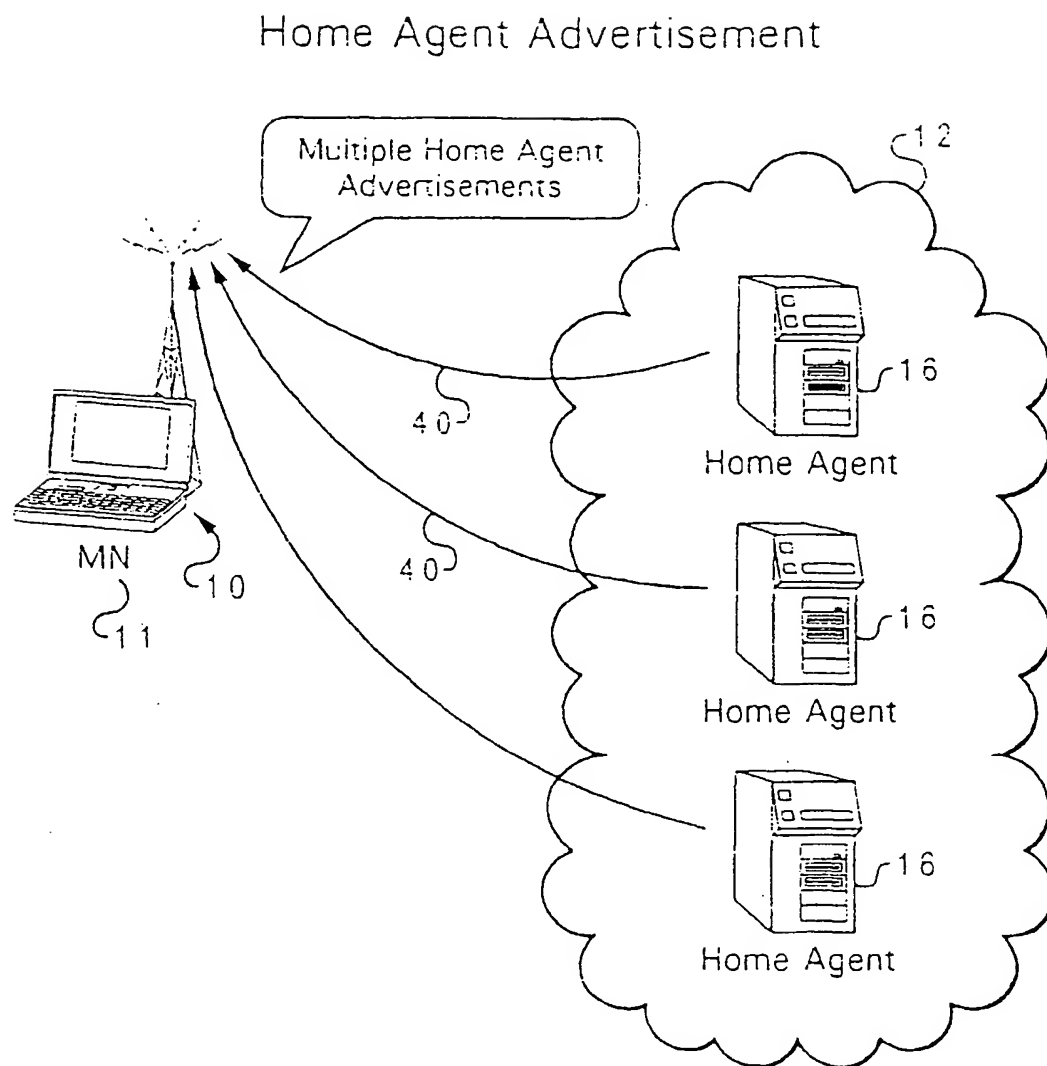 Home Agent Advertisement
Multiple Home Agent
Advertisements
12
16
40
Home Agent
MN
10
40
11
16
Home Agent
16
Home Agent